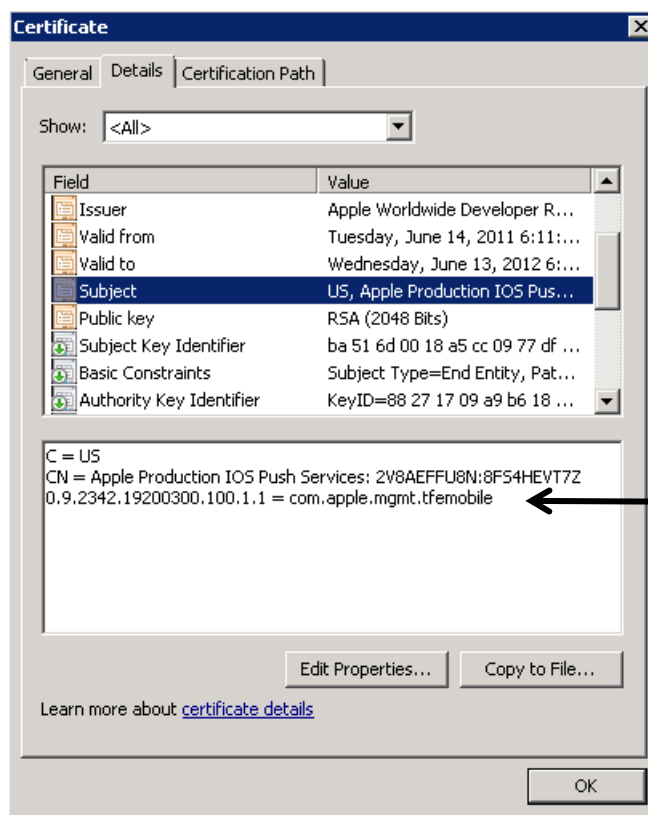 Certificate
General Details Certification Path
Show: <All>
Field Value
Issuer Apple Worldwide Developer R...
Valid from Tuesday, June 14, 2011 6:11:...
Valid to Wednesday, June 13, 2012 6:...
Subject US, Apple Production IOS Pus...
Public key RSA (2048 Bits)
Subject Key Identifier ba 51 6d 00 18 a5 cc 09 77 df ...
Basic Constraints Subject Type=End Entity, Pat...
Authority Key Identifier KeyID=88 27 17 09 a9 b6 18 ...
C = US
CN = Apple Production IOS Push Services: 2V8AEFFU8N:8FS4HEVT7Z
0.9.2342.19200300.100.1.1 = com.apple.mgmt.tfemobile
Edit Properties... Copy to File...
Learn more about certificate details
OK